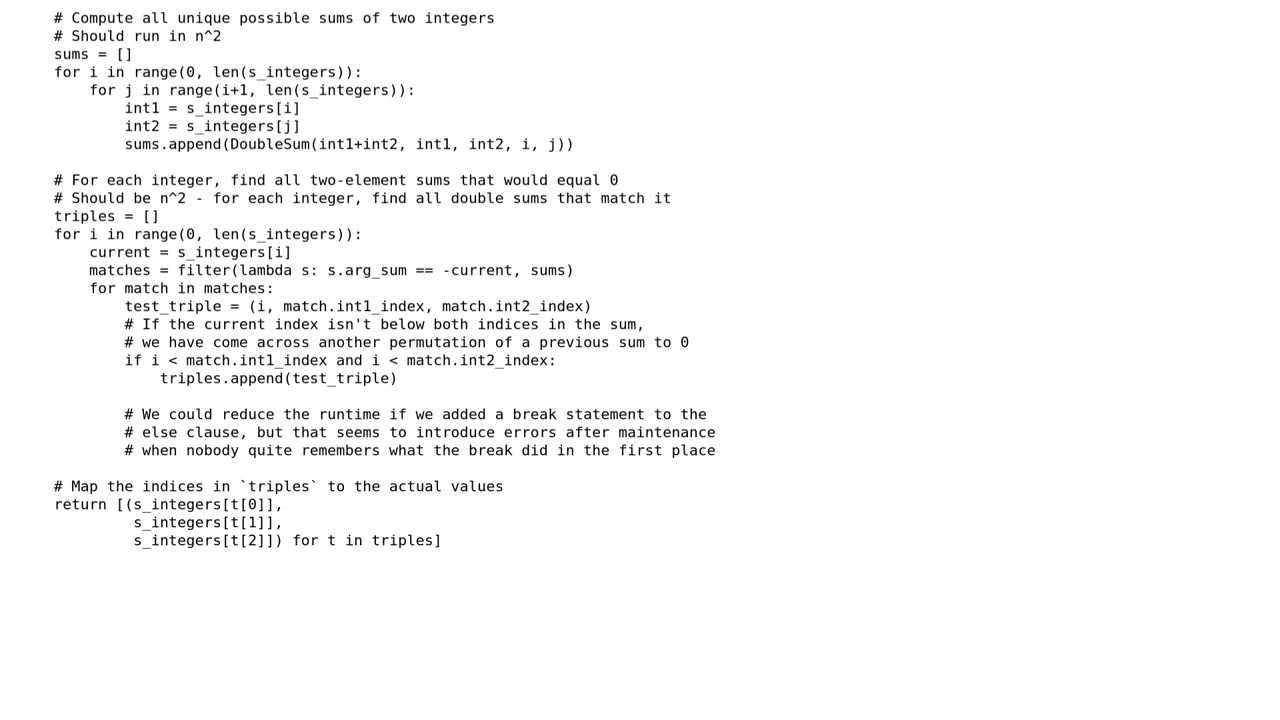 # Compute all unique possible sums of two integers
# Should run in n^2
sums = []
for i in range(0, len(s_integers)):
    for j in range(i+1, len(s_integers)):
        int1 = s_integers[i]
        int2 = s_integers[j]
        sums.append(DoubleSum(int1+int2, int1, int2, i, j))

# For each integer, find all two-element sums that would equal 0
# Should be n^2 - for each integer, find all double sums that match it
triples = []
for i in range(0, len(s_integers)):
    current = s_integers[i]
    matches = filter(lambda s: s.arg_sum == -current, sums)
    for match in matches:
        test_triple = (i, match.int1_index, match.int2_index)
        # If the current index isn't below both indices in the sum,
        # we have come across another permutation of a previous sum to 0
        if i < match.int1_index and i < match.int2_index:
            triples.append(test_triple)

        # We could reduce the runtime if we added a break statement to the
        # else clause, but that seems to introduce errors after maintenance
        # when nobody quite remembers what the break did in the first place

# Map the indices in `triples` to the actual values
return [(s_integers[t[0]],
         s_integers[t[1]],
         s_integers[t[2]]) for t in triples]